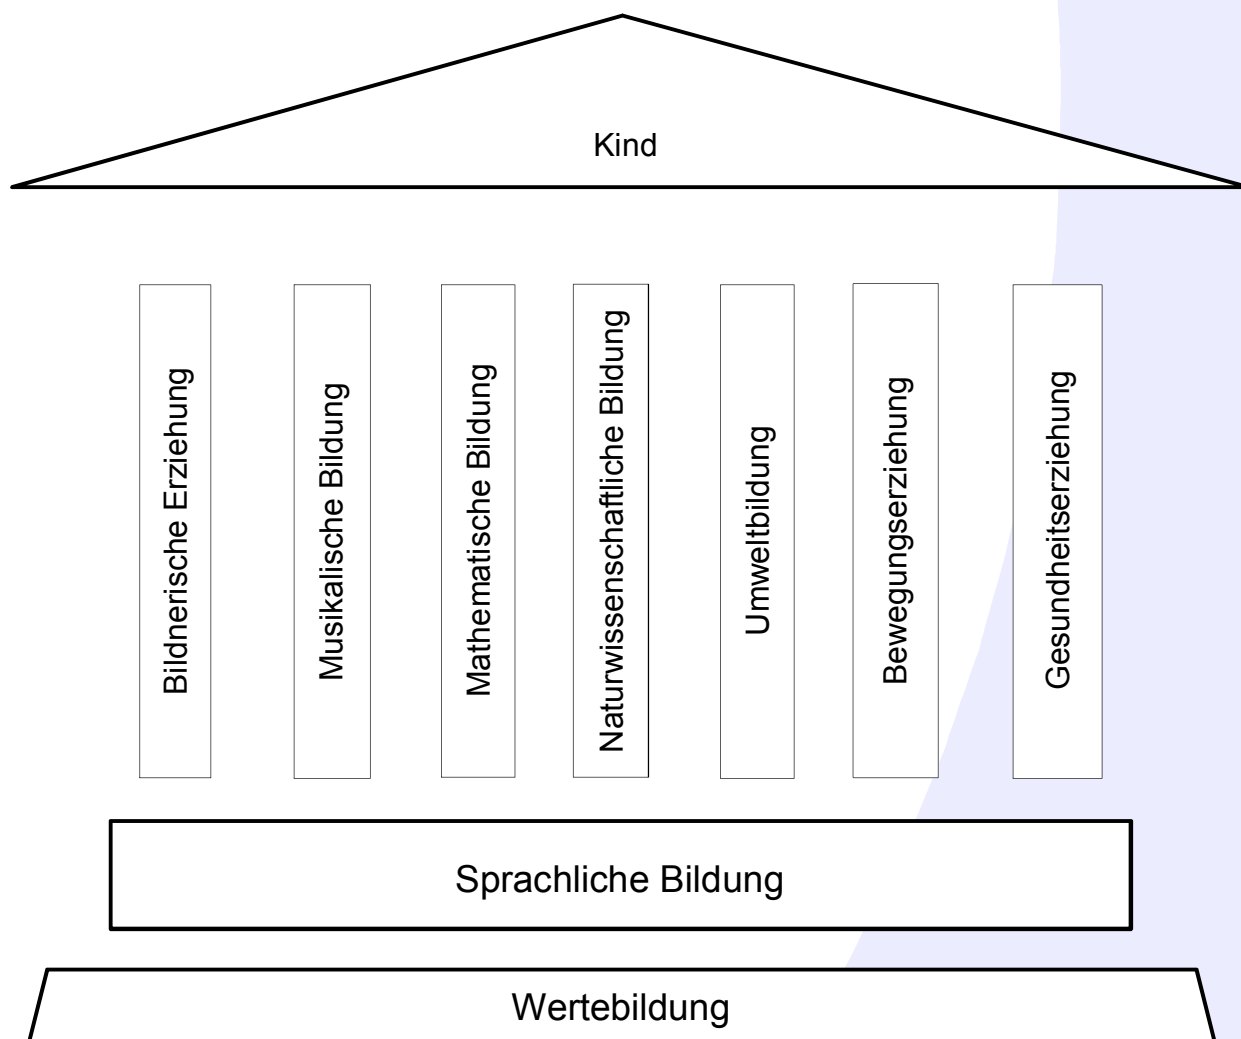 Kind
Bildnerische Erziehung
Musikalische Bildung
Mathematische Bildung
Naturwissenschaftliche Bildung
Umweltbildung
Bewegungserziehung
Gesundheitserziehung
Sprachliche Bildung
Wertebildung